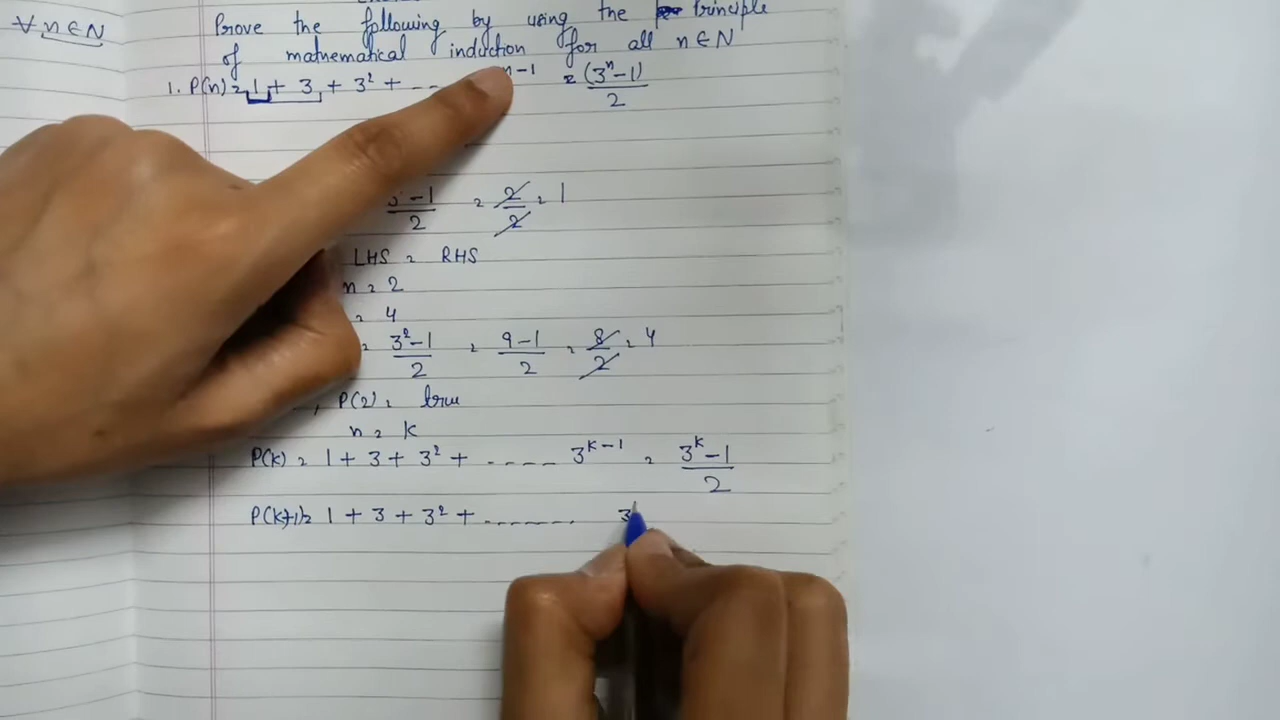 ∀ n ∈ N
Prove the following by using the Principle
of mathematical induction for all n ∈ N
1. P(n) = 1 + 3 + 3² + ---- n-1 = (3ⁿ-1)/2
3-1/2 = 2/2 = 1
LHS = RHS
n = 2
= 4
= 3²-1/2 = 9-1/2 = 8/2 = 4
, P(2) = true
n = k
P(k) = 1 + 3 + 3² + ---- 3^(k-1) = 3^k-1/2
P(k+1) = 1 + 3 + 3² + ------- 3